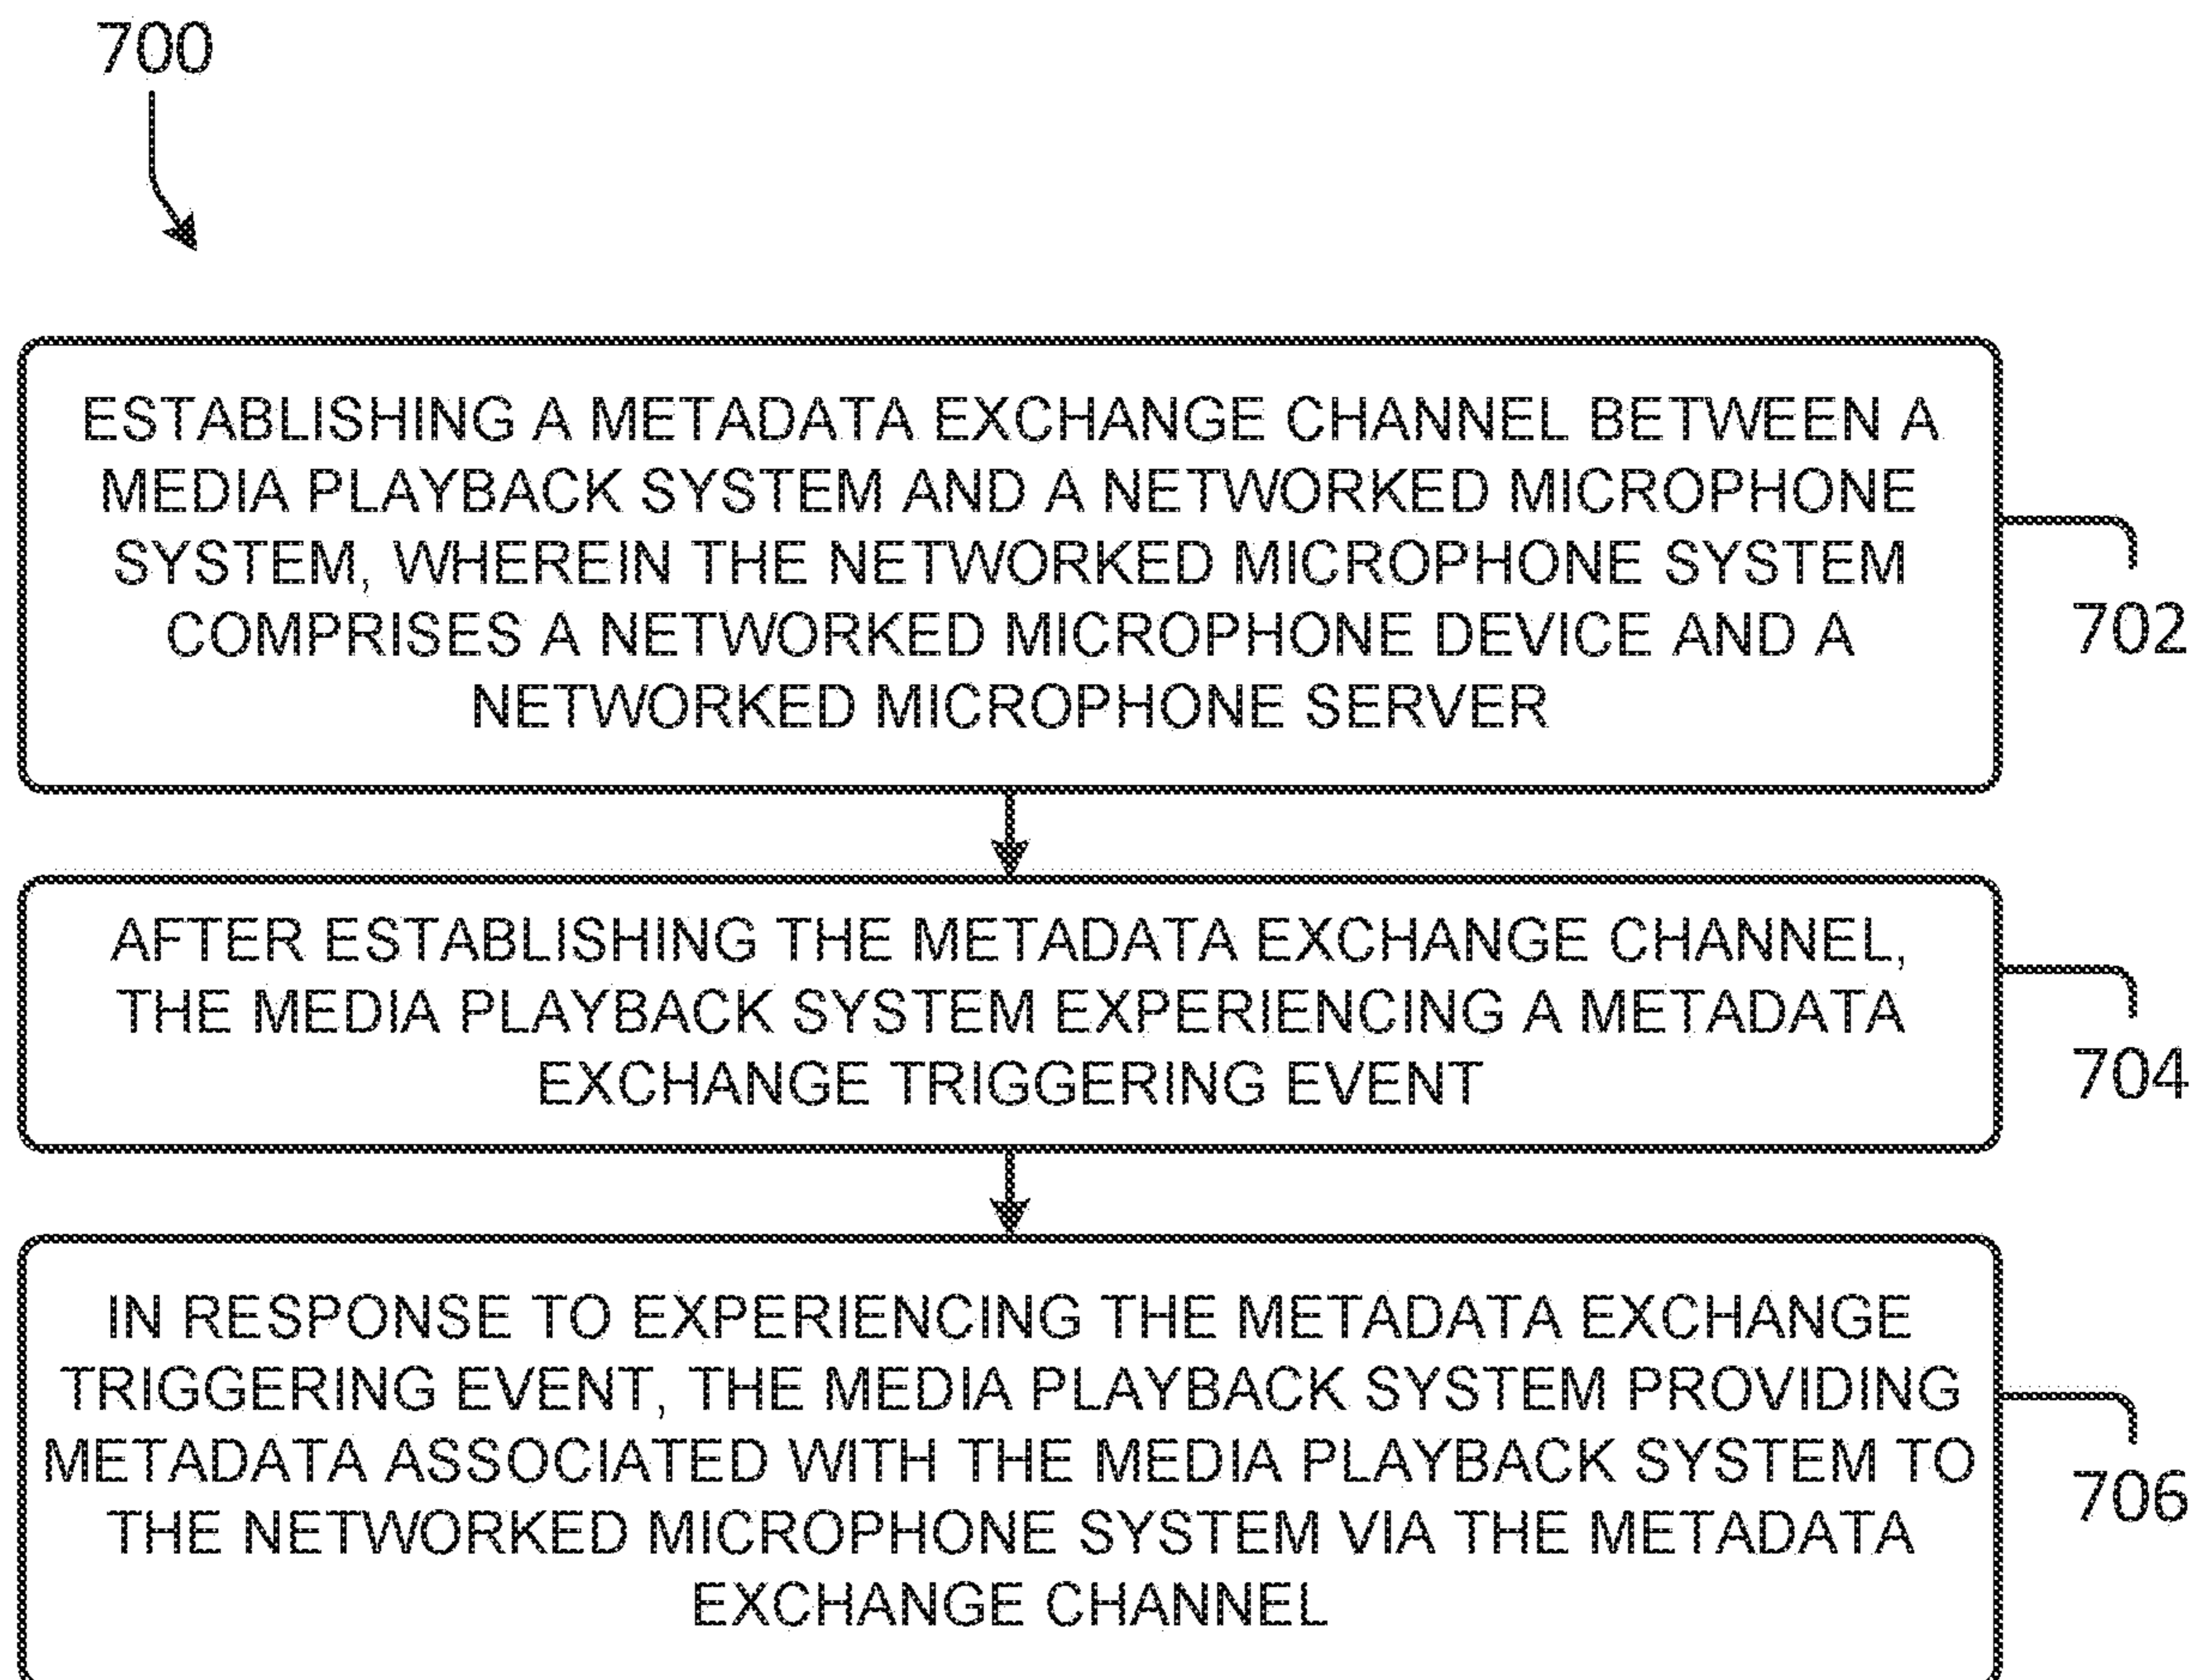 700
ESTABLISHING A METADATA EXCHANGE CHANNEL BETWEEN A
MEDIA PLAYBACK SYSTEM AND A NETWORKED MICROPHONE
SYSTEM, WHEREIN THE NETWORKED MICROPHONE SYSTEM
COMPRISES A NETWORKED MICROPHONE DEVICE AND A
NETWORKED MICROPHONE SERVER
702
AFTER ESTABLISHING THE METADATA EXCHANGE CHANNEL,
THE MEDIA PLAYBACK SYSTEM EXPERIENCING A METADATA
EXCHANGE TRIGGERING EVENT
704
IN RESPONSE TO EXPERIENCING THE METADATA EXCHANGE
TRIGGERING EVENT, THE MEDIA PLAYBACK SYSTEM PROVIDING
METADATA ASSOCIATED WITH THE MEDIA PLAYBACK SYSTEM TO
THE NETWORKED MICROPHONE SYSTEM VIA THE METADATA
EXCHANGE CHANNEL
706